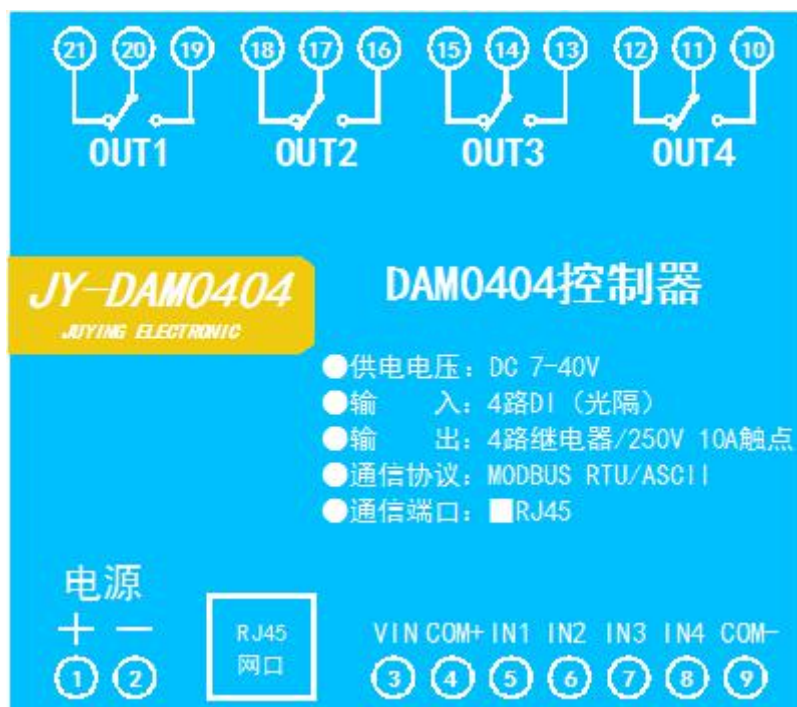 21 20 19 18 17 16 15 14 13 12 11 10
OUT1 OUT2 OUT3 OUT4
JY-DAM0404
JUYING ELECTRONIC
DAM0404控制器
●供电电压：DC 7-40V
●输 入：4路DI（光隔）
●输 出：4路继电器/250V 10A触点
●通信协议：MODBUS RTU/ASCII
●通信端口：■RJ45
电源
+ −
1 2
RJ45
网口
VIN COM+ IN1 IN2 IN3 IN4 COM-
3 4 5 6 7 8 9